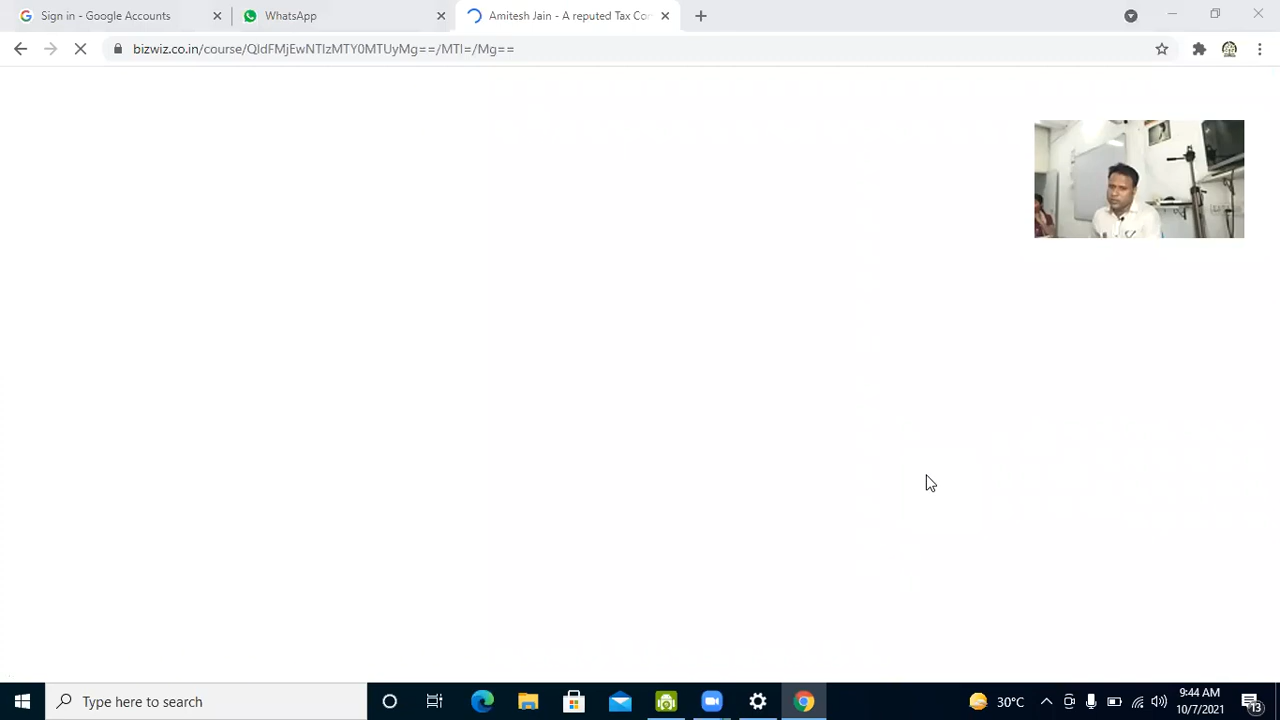 Sign in - Google Accounts
WhatsApp
Amitesh Jain - A reputed Tax Con
bizwiz.co.in/course/QldFMjEwNTIzMTY0MTUyMg==/MTI=/Mg==
Type here to search
30°C
9:44 AM
10/7/2021
13